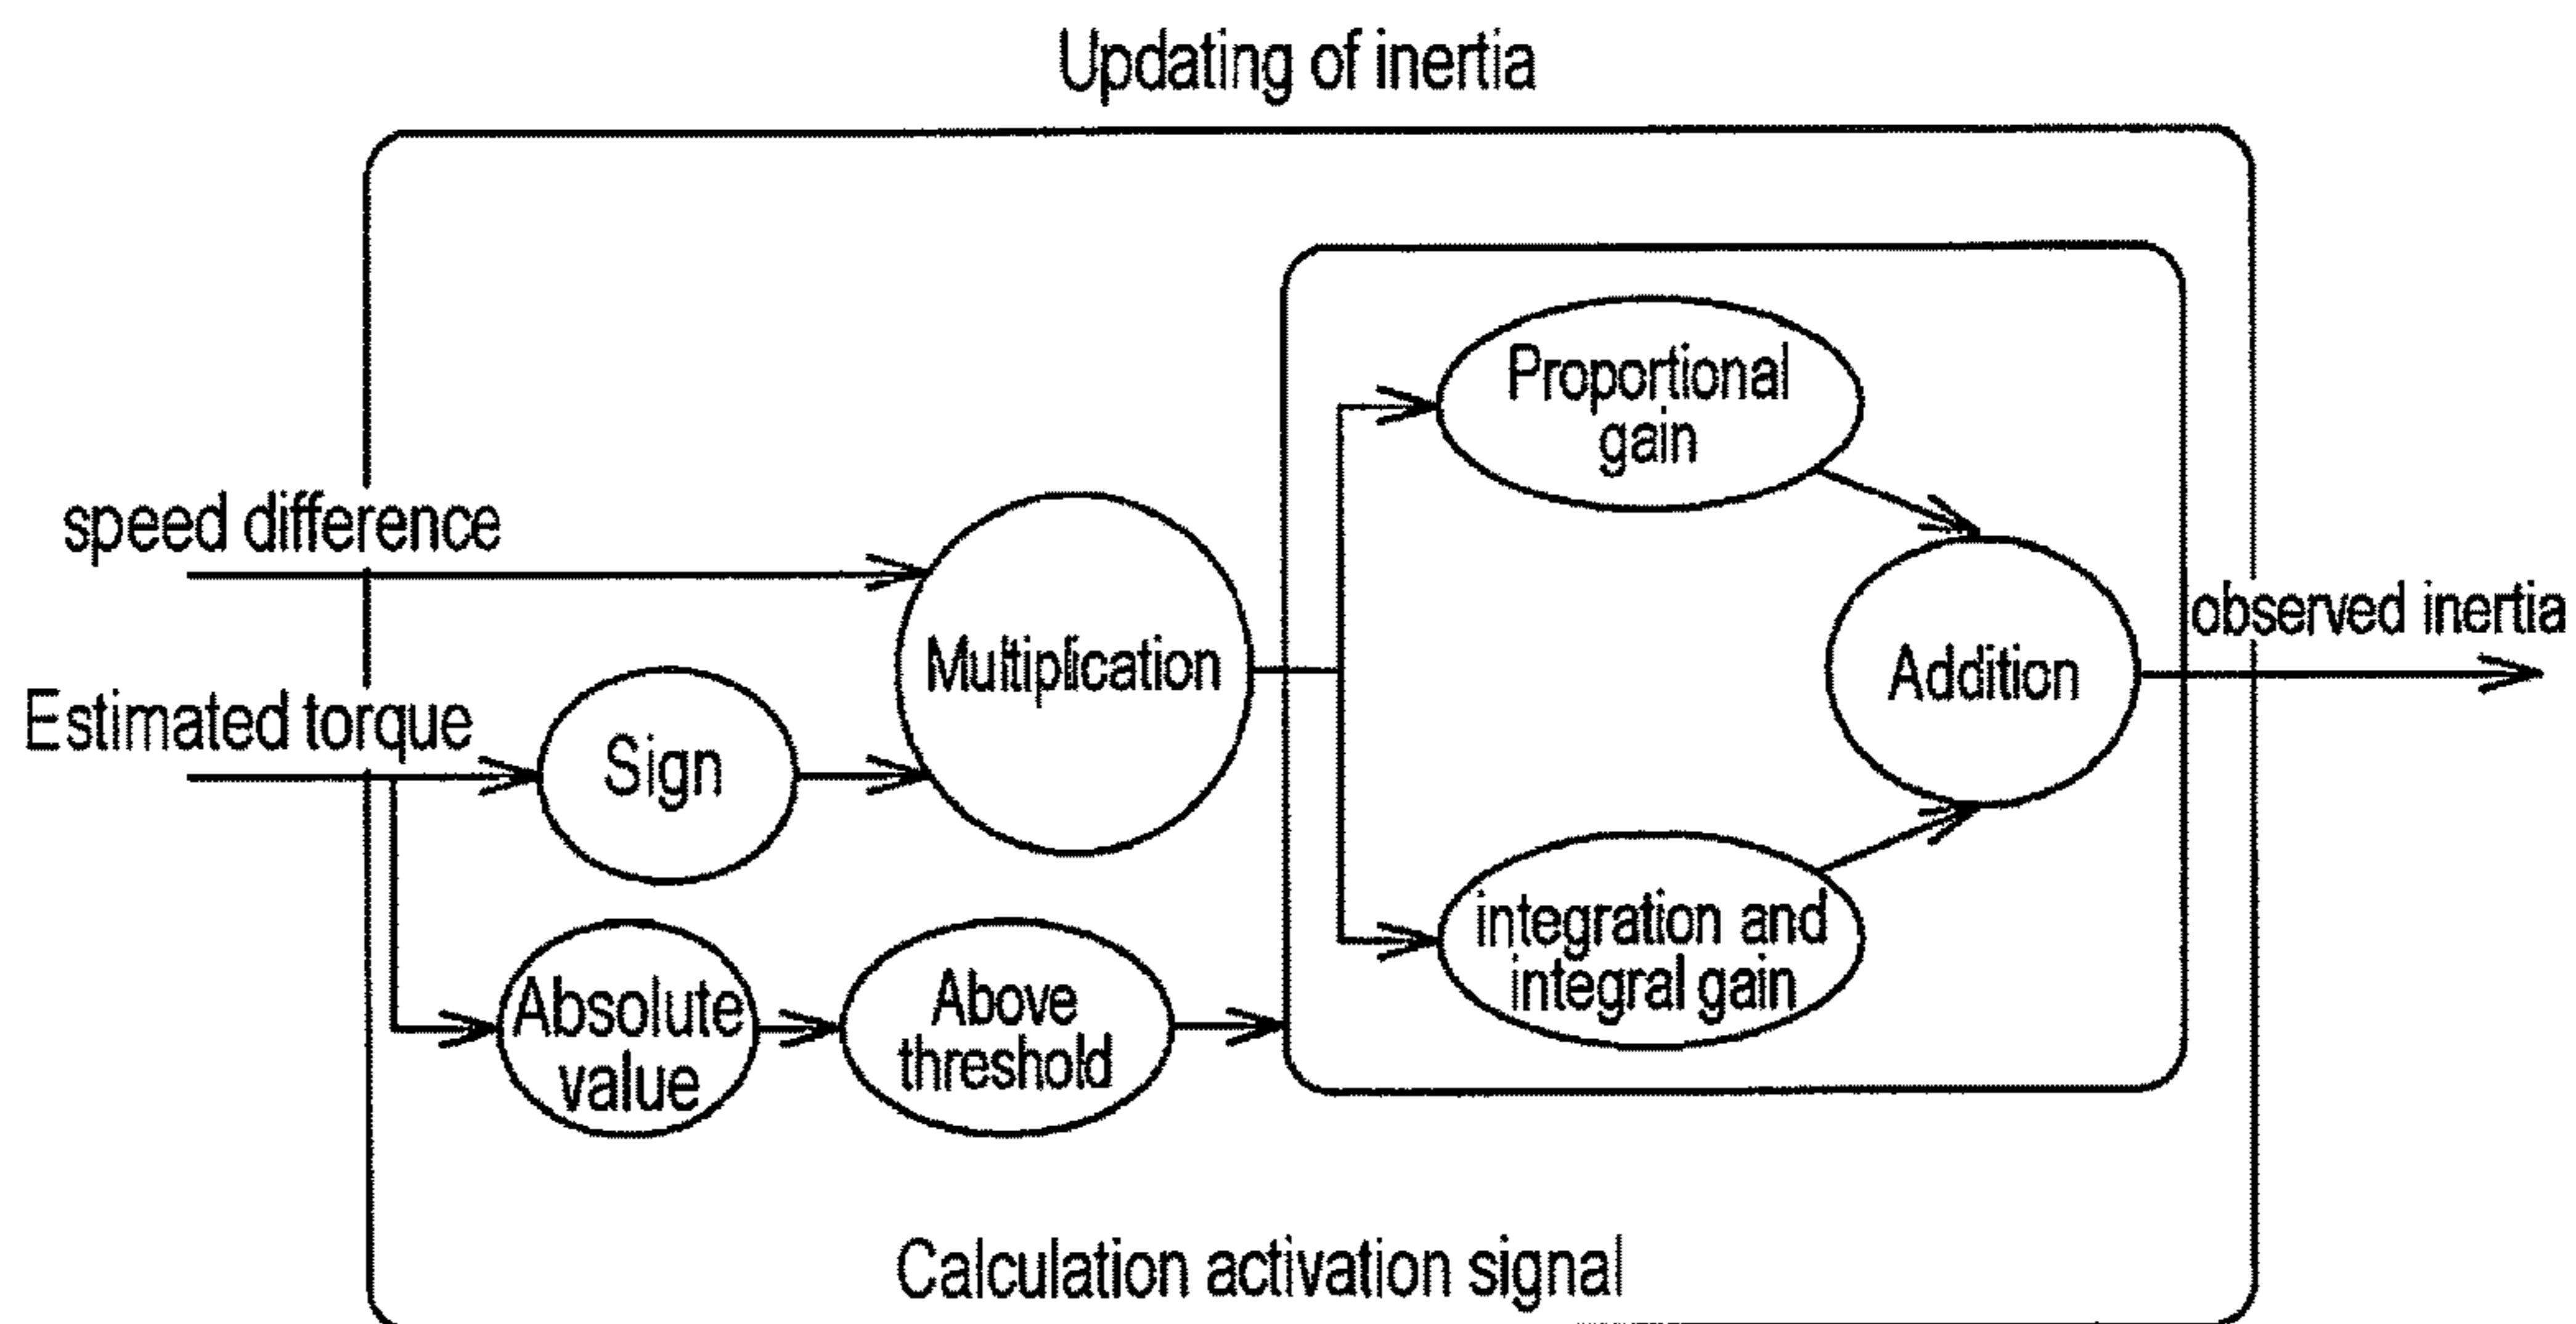 Updating of inertia
speed difference
Estimated torque
Sign
Multiplication
Absolute
value
Above
threshold
Proportional
gain
integration and
integral gain
Addition
observed inertia
Calculation activation signal